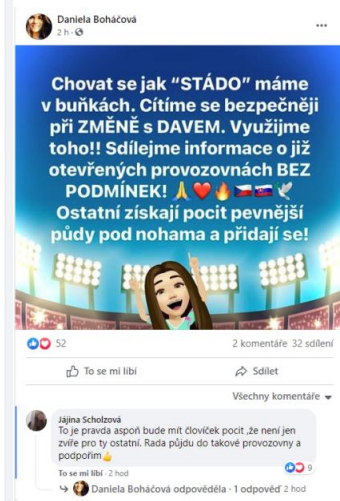 Daniela Boháčová
2 h ·
Chovat se jak “STÁDO” máme
v buňkách. Cítíme se bezpečněji
při ZMĚNĚ s DAVEM. Využijme
toho!! Sdílejme informace o již
otevřených provozovnách BEZ
PODMÍNEK! 🙏❤️🔥🇨🇿🇸🇰🕊️
Ostatní získají pocit pevnější
půdy pod nohama a přidají se!
52
2 komentáře 32 sdílení
To se mi líbí
Sdílet
Všechny komentáře
Jájina Scholzová
To je pravda aspoň bude mít človíček pocit ,že není jen
zvíře pro ty ostatní. Rada půjdu do takové provozovny a
podpořim👍
9
To se mi líbí · 2 hod
Daniela Boháčová odpověděla · 1 odpověď 2 hod